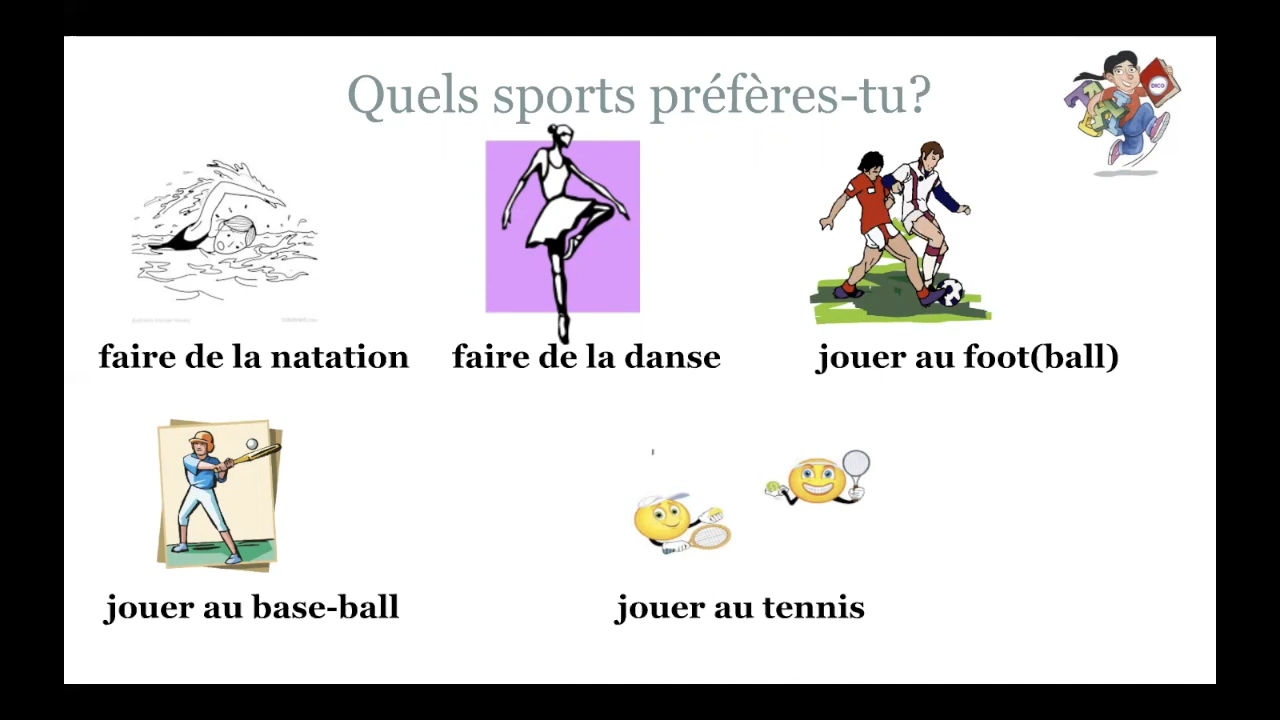 Quels sports préfères-tu?
DICO
faire de la natation
faire de la danse
jouer au foot(ball)
jouer au base-ball
jouer au tennis